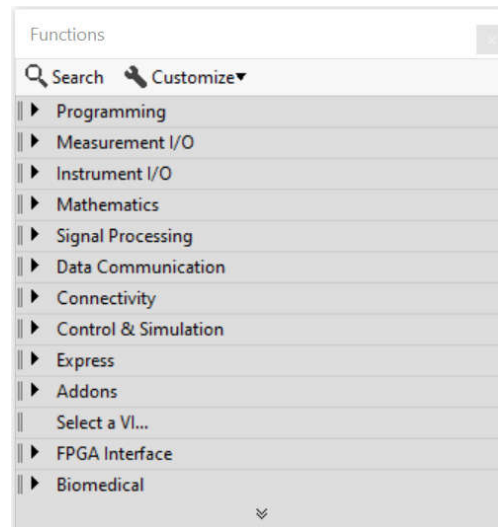 Functions
Search Customize
Programming
Measurement I/O
Instrument I/O
Mathematics
Signal Processing
Data Communication
Connectivity
Control & Simulation
Express
Addons
Select a VI...
FPGA Interface
Biomedical